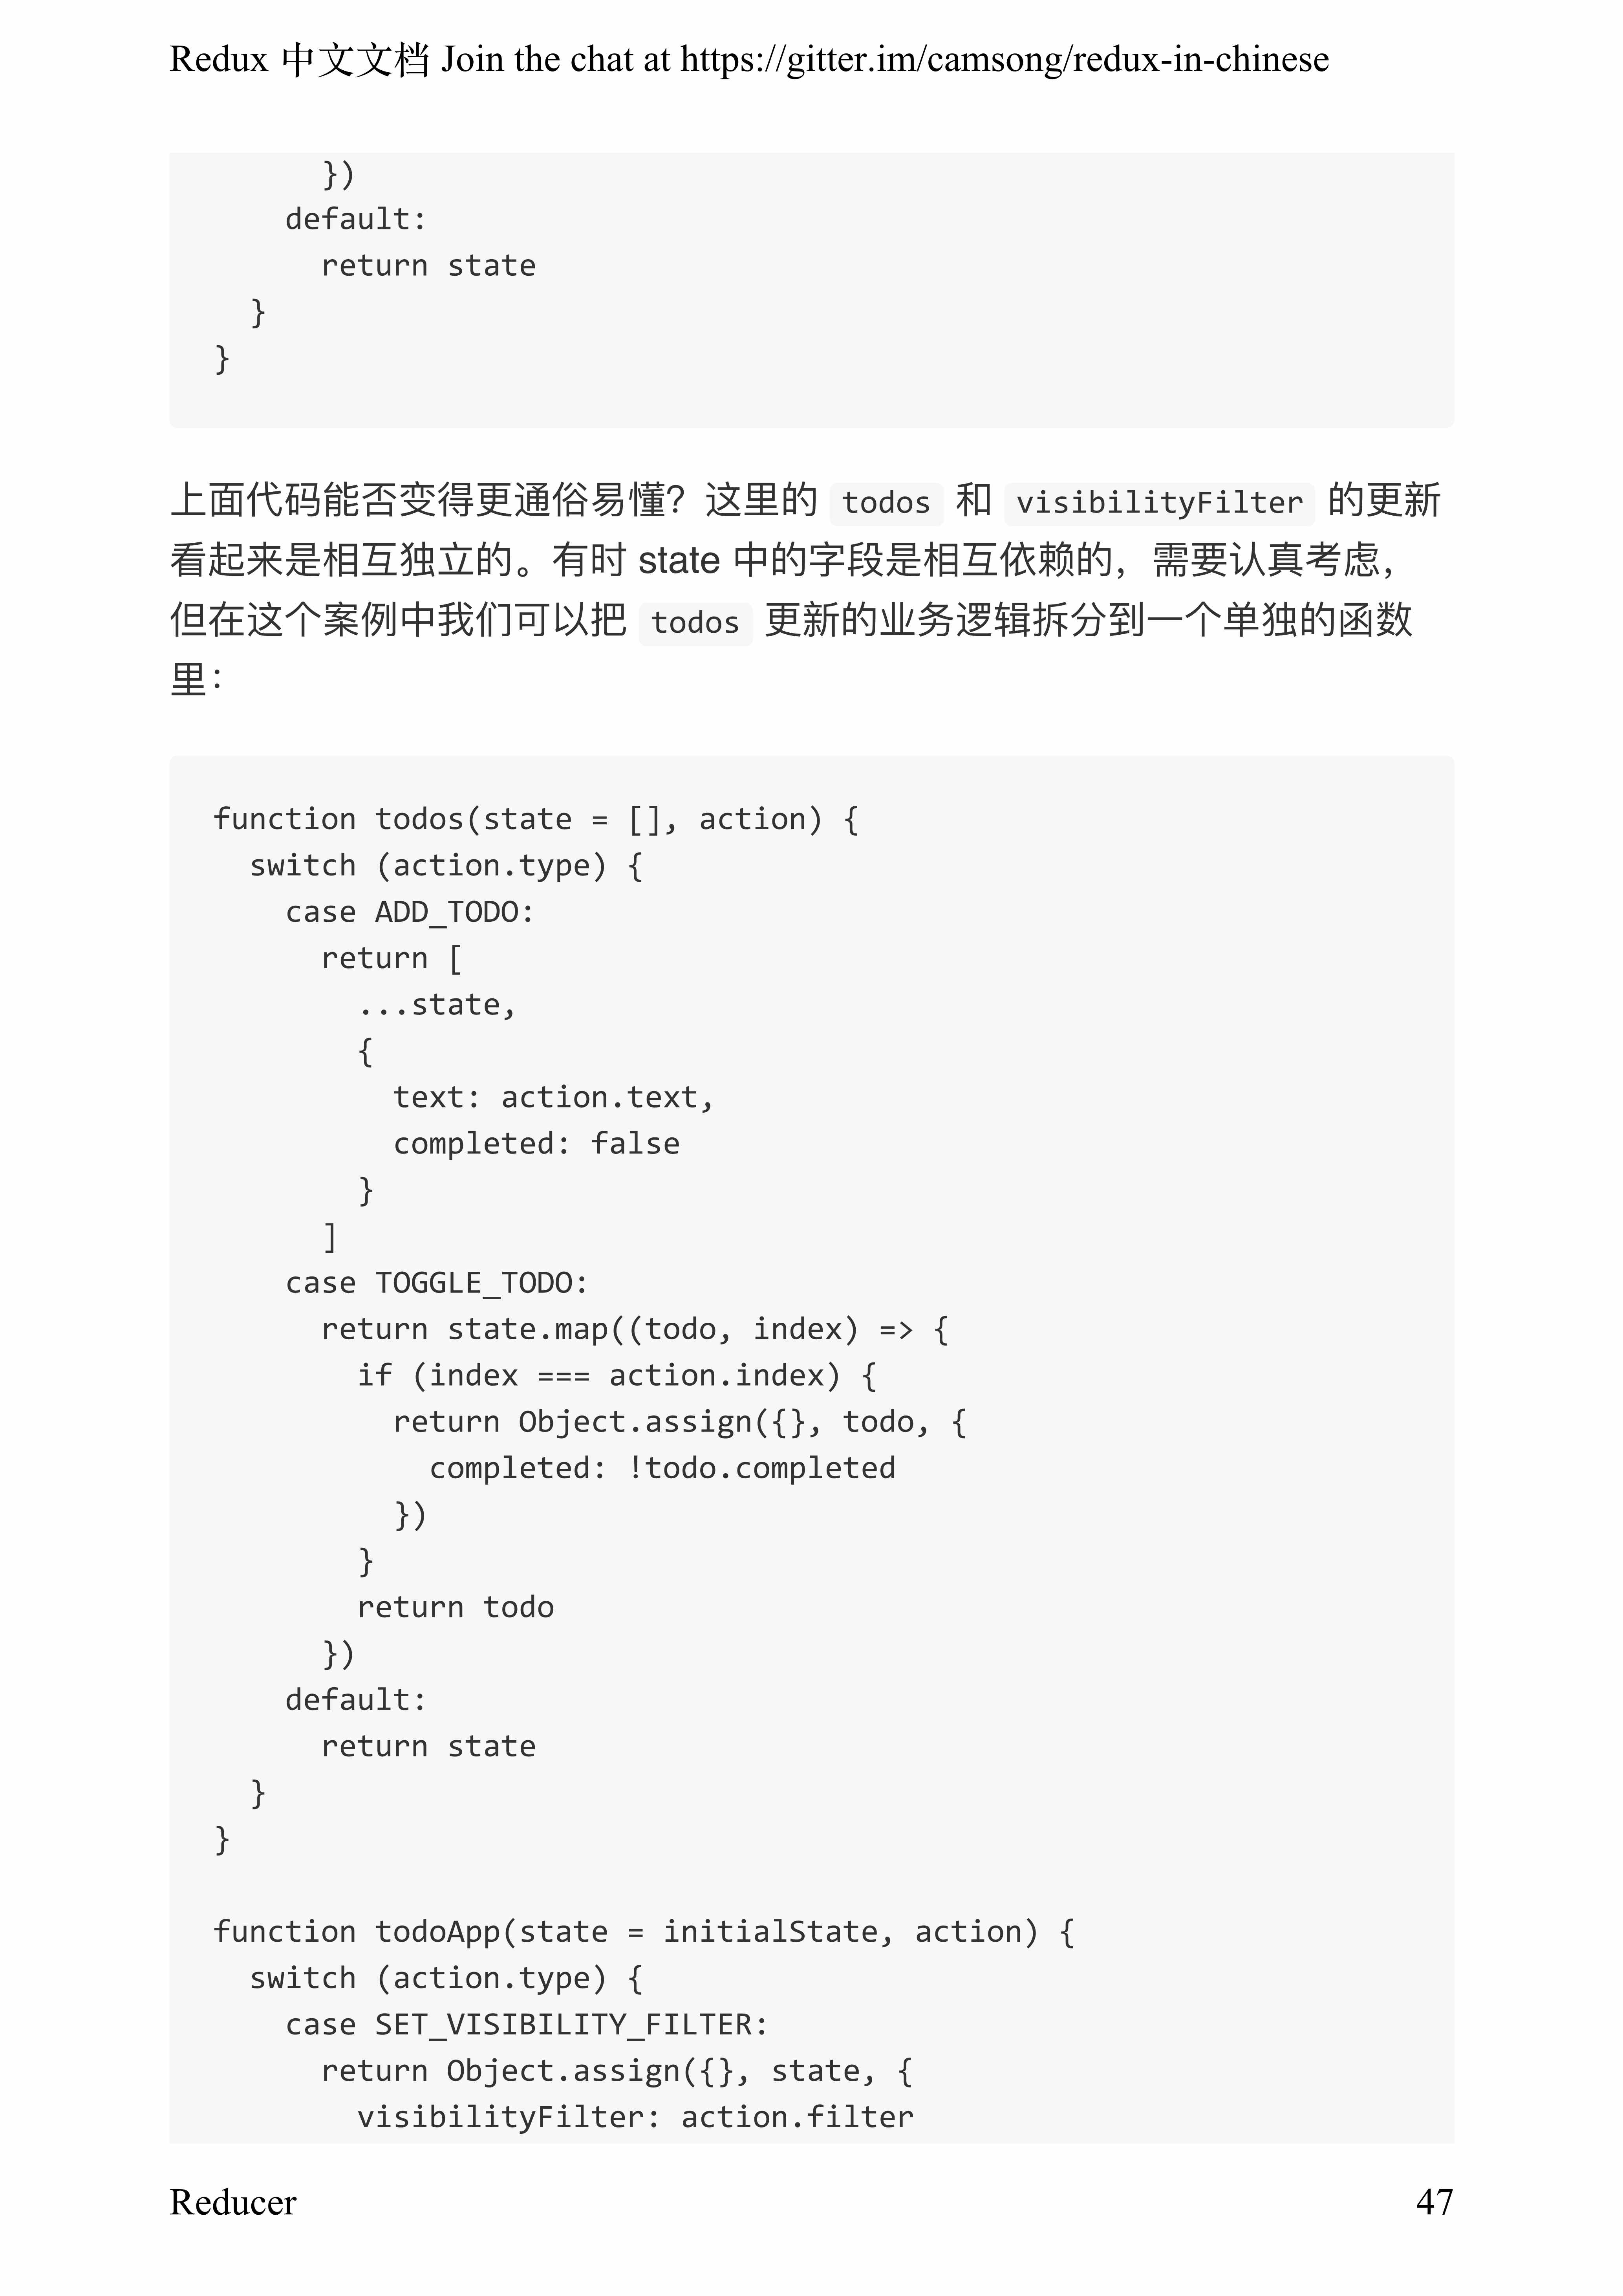 Redux 中文文档 Join the chat at https://gitter.im/camsong/redux-in-chinese
      })
    default:
      return state
  }
}
上面代码能否变得更通俗易懂？这里的 todos 和 visibilityFilter 的更新
看起来是相互独立的。有时 state 中的字段是相互依赖的，需要认真考虑，
但在这个案例中我们可以把 todos 更新的业务逻辑拆分到一个单独的函数
里：
function todos(state = [], action) {
  switch (action.type) {
    case ADD_TODO:
      return [
        ...state,
        {
          text: action.text,
          completed: false
        }
      ]
    case TOGGLE_TODO:
      return state.map((todo, index) => {
        if (index === action.index) {
          return Object.assign({}, todo, {
            completed: !todo.completed
          })
        }
        return todo
      })
    default:
      return state
  }
}
function todoApp(state = initialState, action) {
  switch (action.type) {
    case SET_VISIBILITY_FILTER:
      return Object.assign({}, state, {
        visibilityFilter: action.filter
Reducer 47